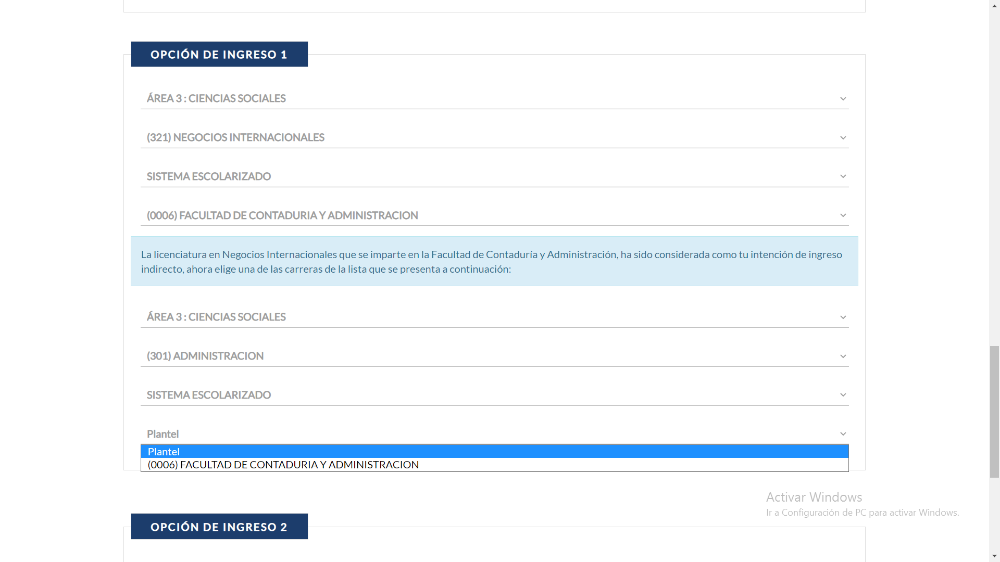 OPCIÓN DE INGRESO 1
ÁREA 3 : CIENCIAS SOCIALES
(321) NEGOCIOS INTERNACIONALES
SISTEMA ESCOLARIZADO
(0006) FACULTAD DE CONTADURIA Y ADMINISTRACION
La licenciatura en Negocios Internacionales que se imparte en la Facultad de Contaduría y Administración, ha sido considerada como tu intención de ingreso
indirecto, ahora elige una de las carreras de la lista que se presenta a continuación:
ÁREA 3 : CIENCIAS SOCIALES
(301) ADMINISTRACION
SISTEMA ESCOLARIZADO
Plantel
Plantel
(0006) FACULTAD DE CONTADURIA Y ADMINISTRACION
Activar Windows
Ir a Configuración de PC para activar Windows.
OPCIÓN DE INGRESO 2